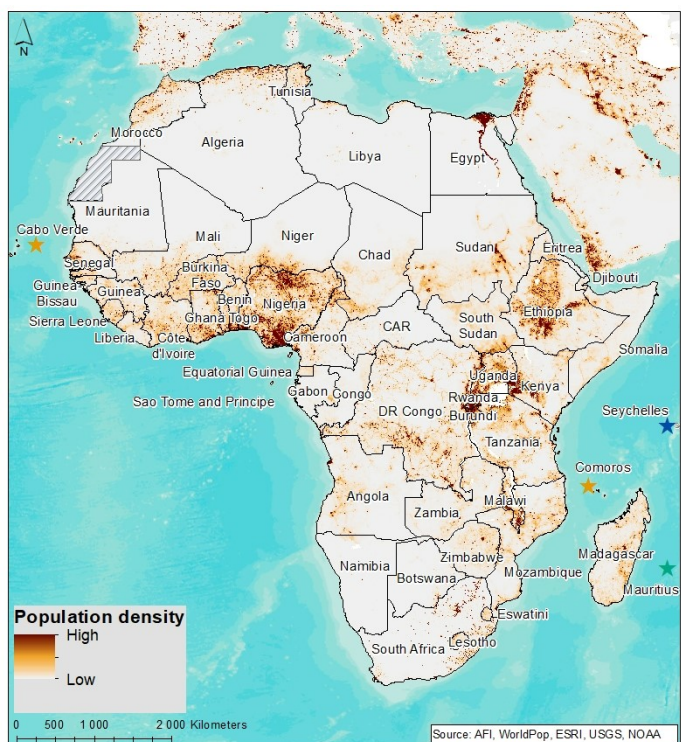 N
Tunisia
Morocco
Algeria
Libya
Egypt
Mauritania
Cabo Verde
Mali
Niger
Chad
Sudan
Eritrea
Senegal
Burkina
Faso
Djibouti
Guinea
Bissau
Guinea
Benin
Nigeria
Ethiopia
Sierra Leone
Ghana
Togo
CAR
South
Sudan
Liberia
Côte
d'Ivoire
Cameroon
Somalia
Equatorial Guinea
Uganda
Kenya
Gabon
Congo
Sao Tome and Principe
DR Congo
Rwanda
Burundi
Seychelles
Tanzania
Comoros
Angola
Malawi
Zambia
Madagascar
Zimbabwe
Namibia
Botswana
Mozambique
Mauritius
Eswatini
South Africa
Lesotho
Population density
High
Low
0 500 1 000 2 000 Kilometers
Source: AFI, WorldPop, ESRI, USGS, NOAA